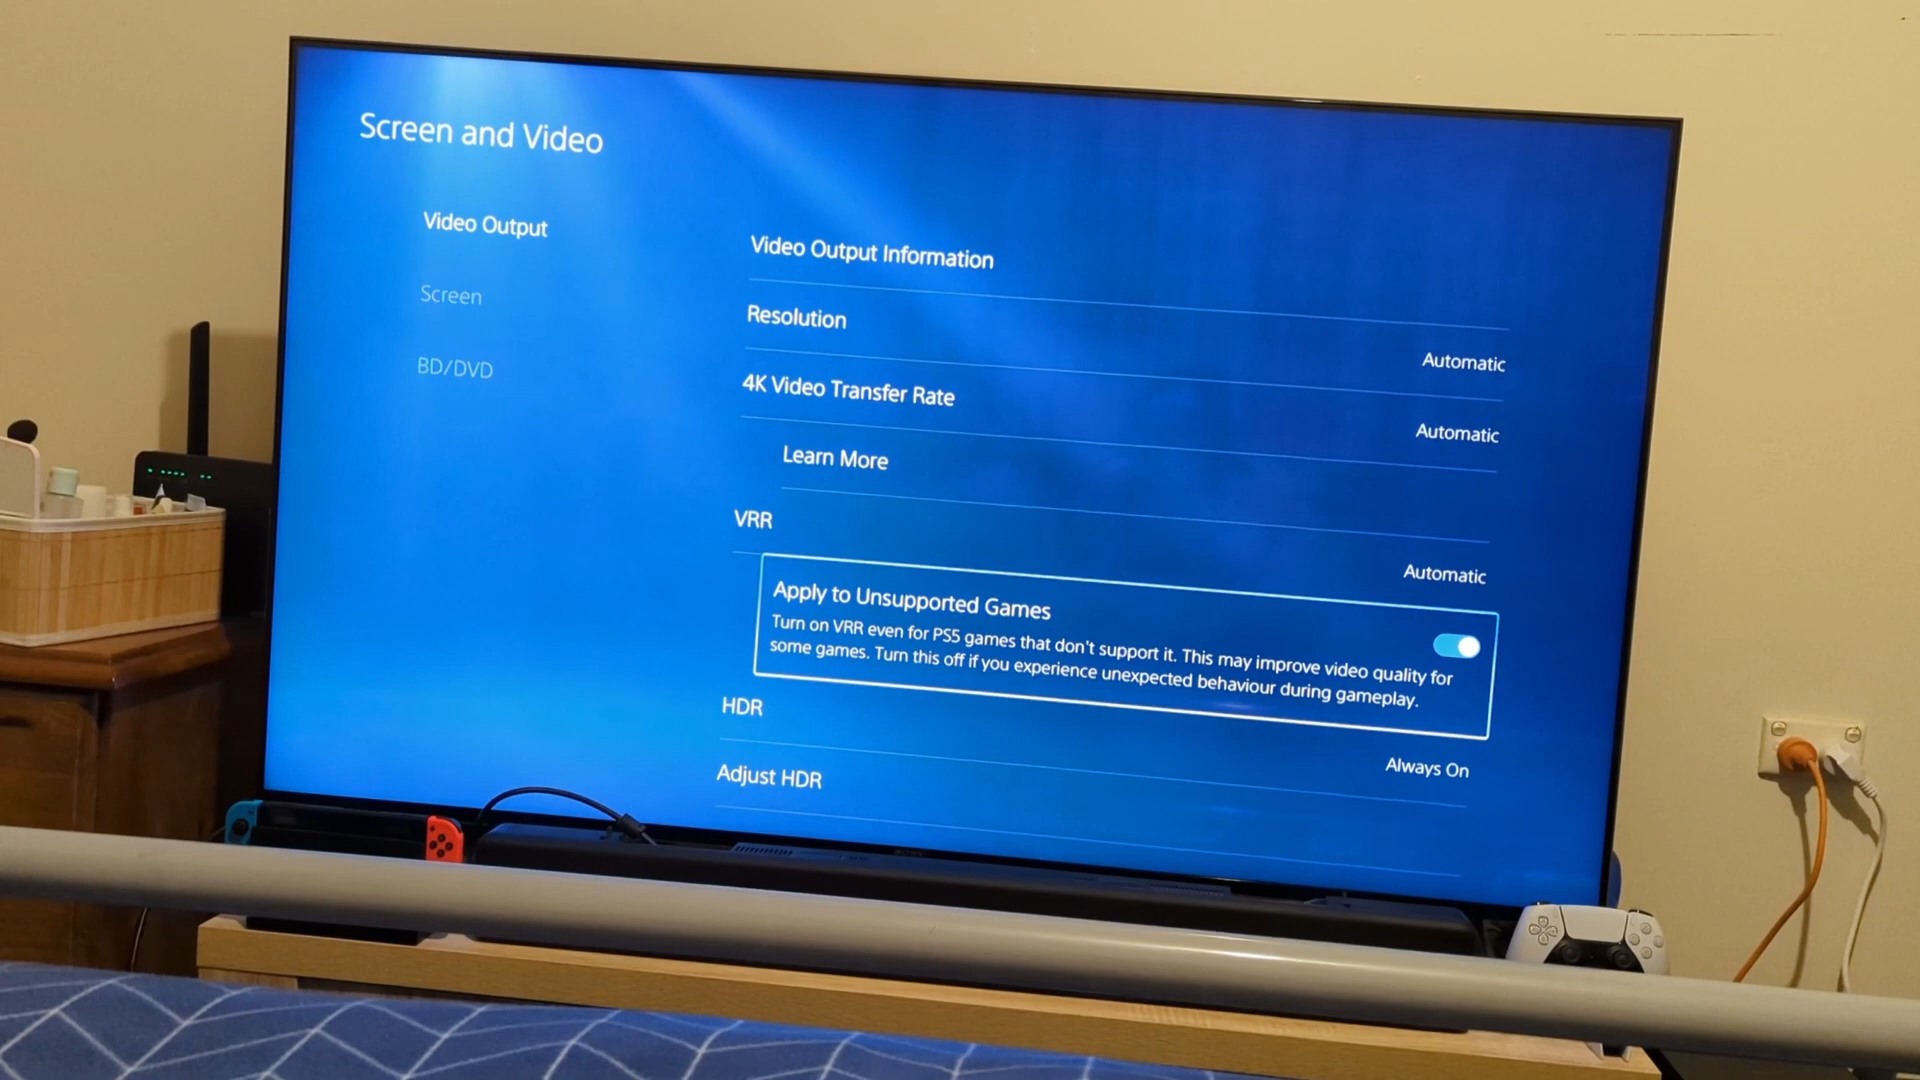 Screen and Video
Video Output
Screen
BD/DVD
Video Output Information
Resolution
Automatic
4K Video Transfer Rate
Automatic
Learn More
VRR
Automatic
Apply to Unsupported Games
Turn on VRR even for PS5 games that don't support it. This may improve video quality for
some games. Turn this off if you experience unexpected behaviour during gameplay.
HDR
Always On
Adjust HDR